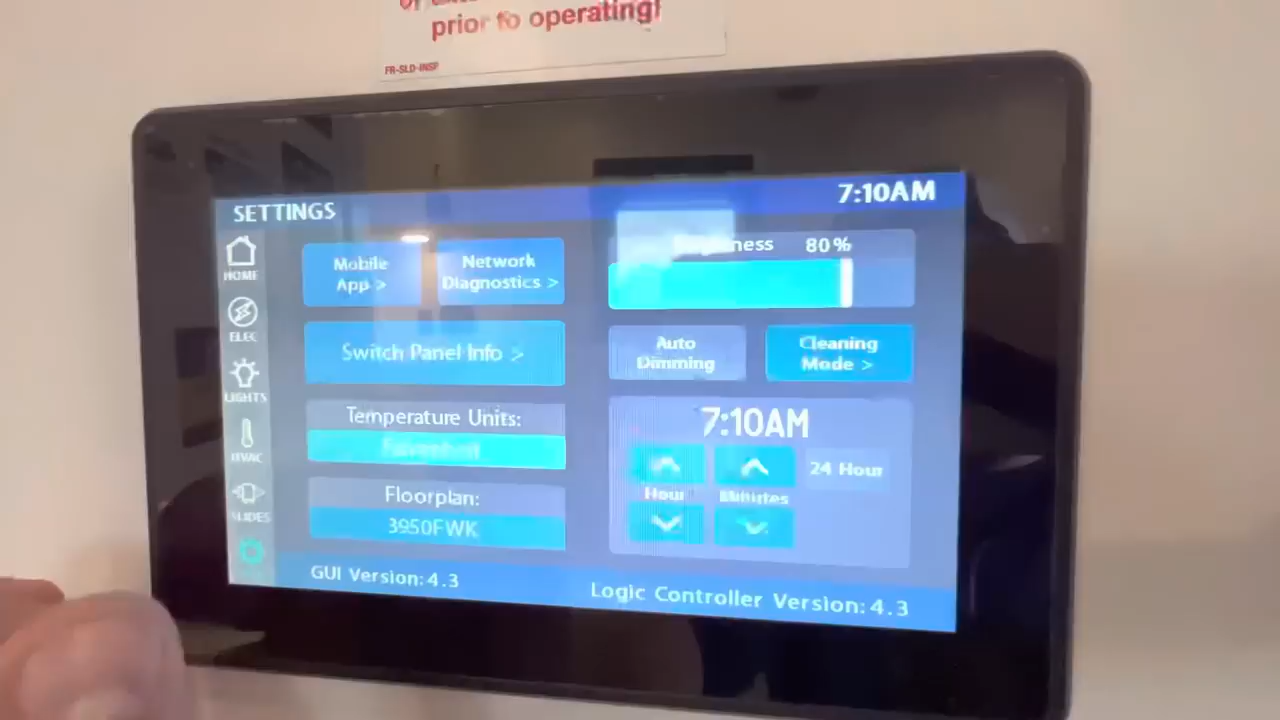 prior to operating!
FR-SLD-INSP
SETTINGS
7:10AM
HOME
ELEC
LIGHTS
HVAC
SLIDES
Mobile
App >
Network
Diagnostics >
Switch Panel Info >
Temperature Units:
Fahrenheit
Floorplan:
3950FWK
Brightness 80%
Auto
Dimming
Cleaning
Mode >
7:10AM
Hour
Minutes
24 Hour
GUI Version: 4.3
Logic Controller Version: 4.3